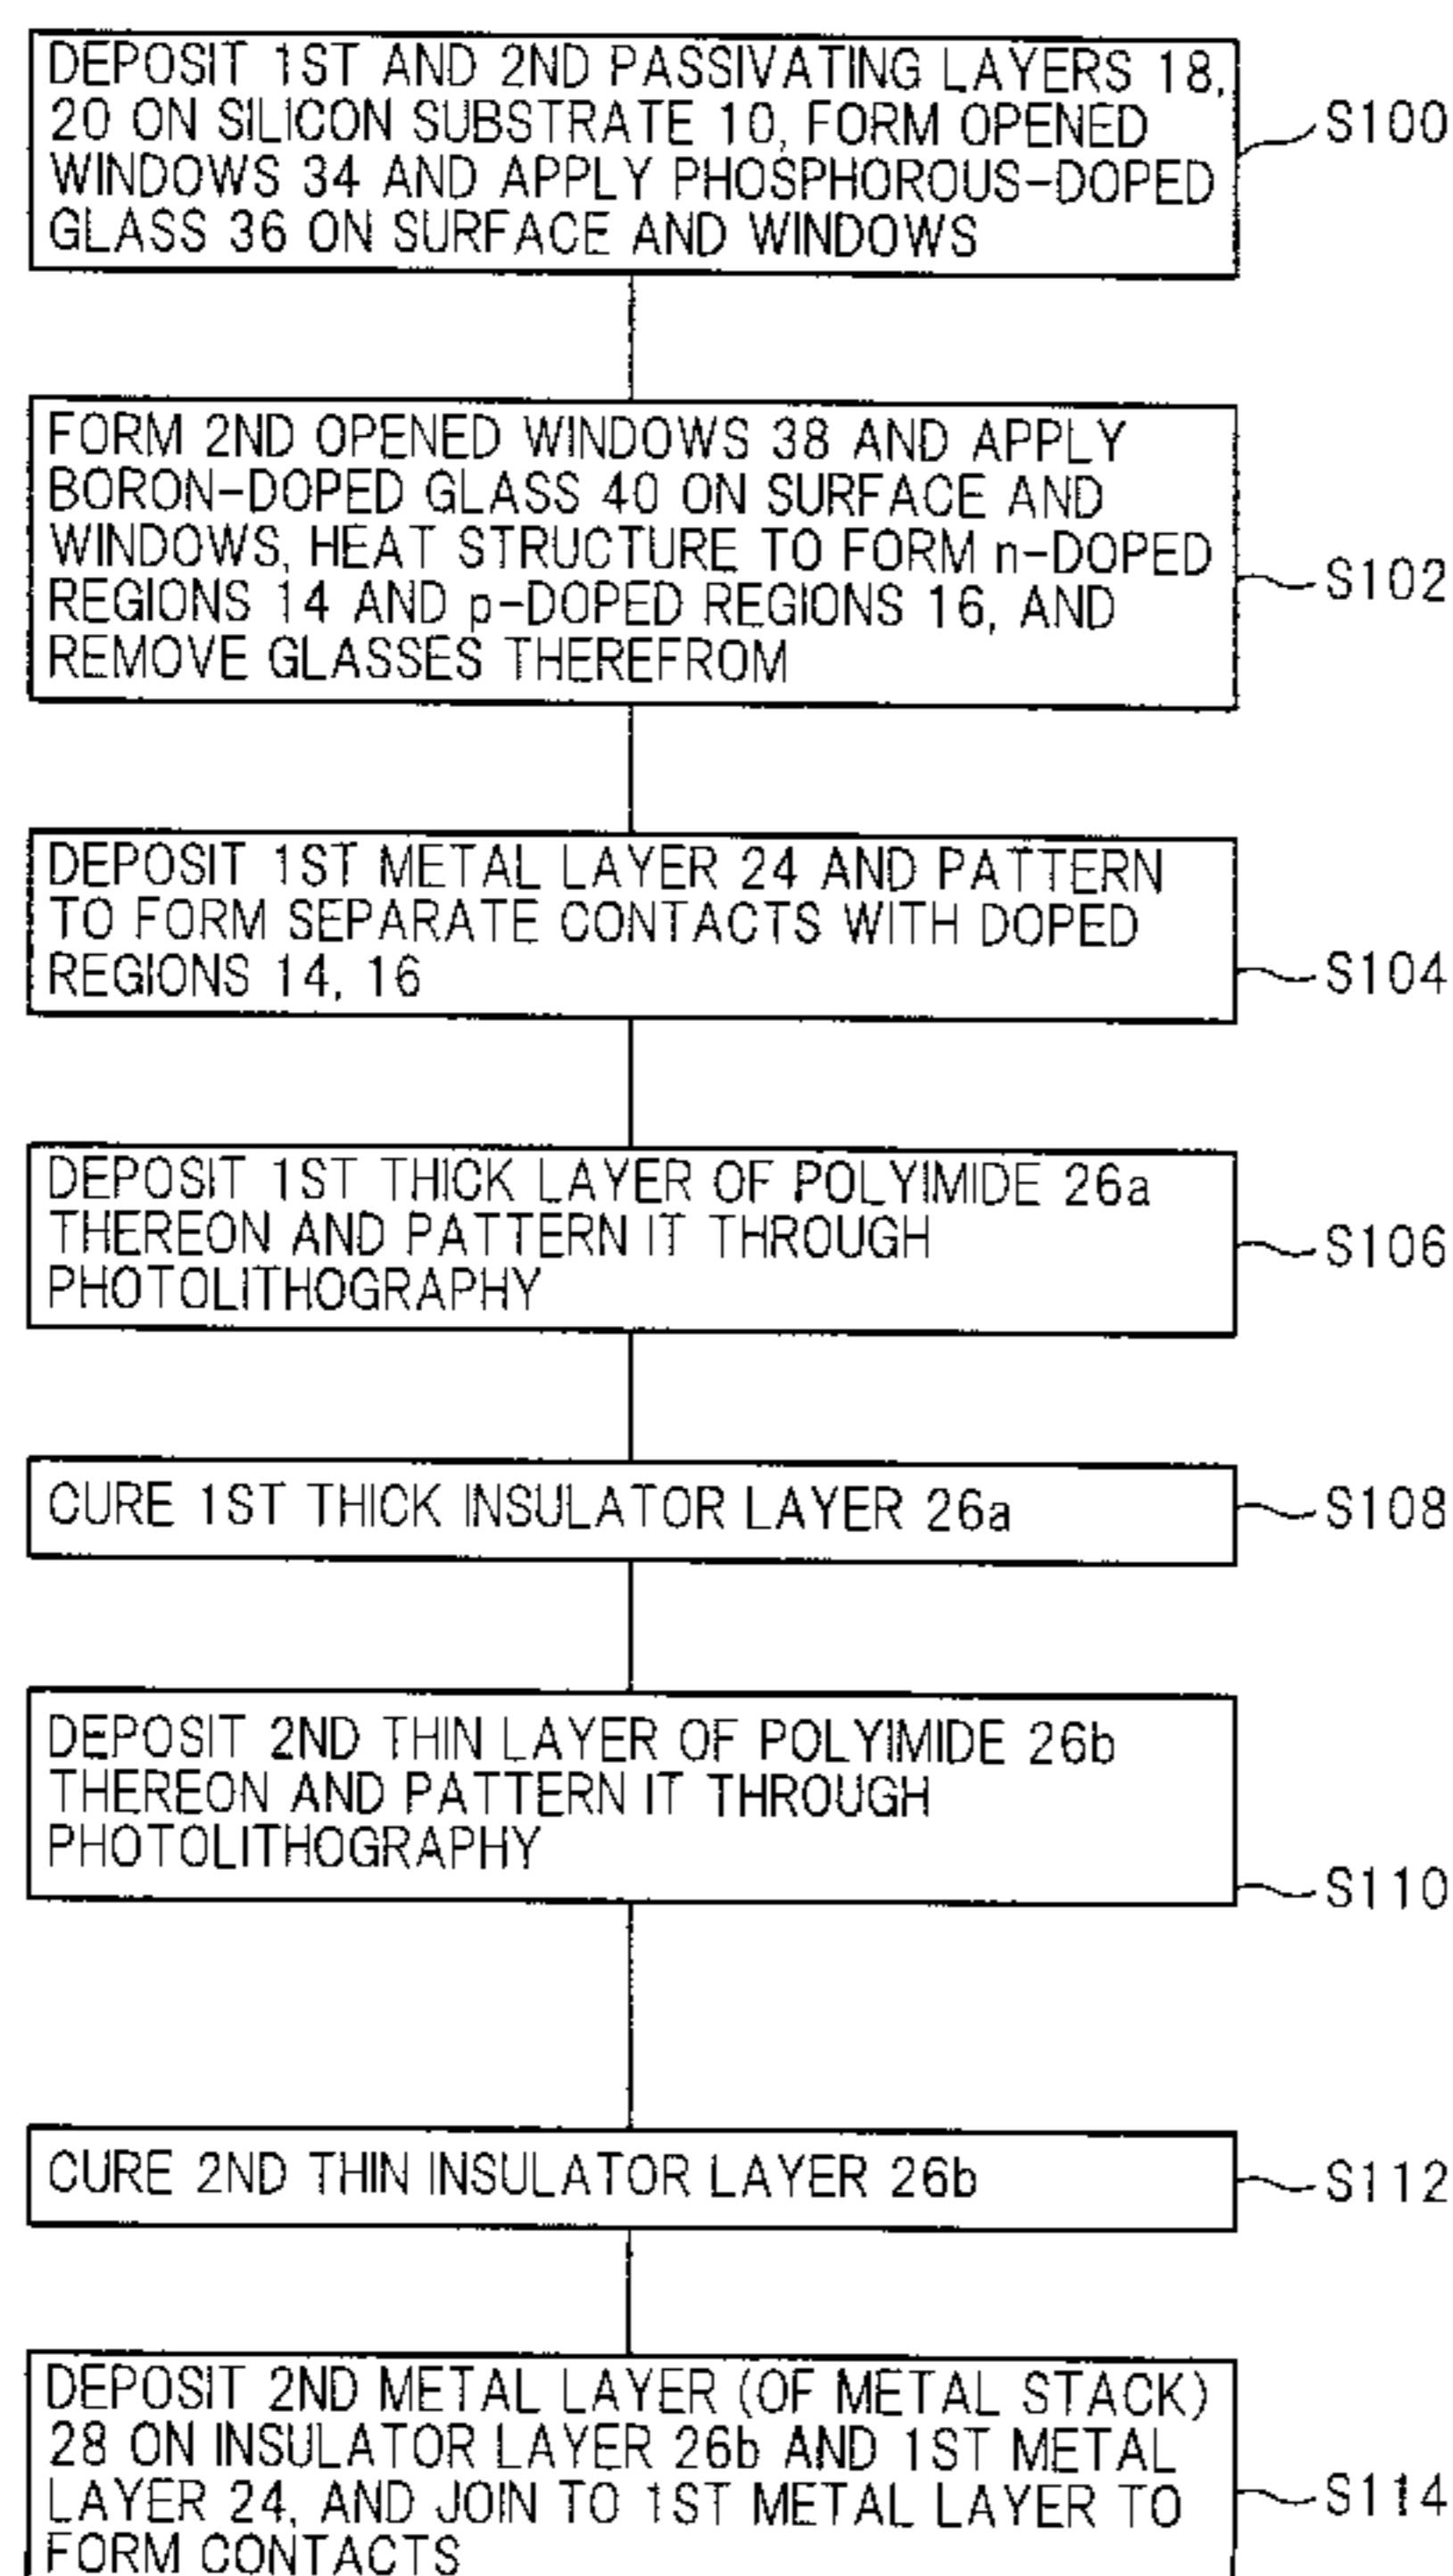 DEPOSIT 1ST AND 2ND PASSIVATING LAYERS 18,
20 ON SILICON SUBSTRATE 10, FORM OPENED
WINDOWS 34 AND APPLY PHOSPHOROUS-DOPED
GLASS 36 ON SURFACE AND WINDOWS
S100
FORM 2ND OPENED WINDOWS 38 AND APPLY
BORON-DOPED GLASS 40 ON SURFACE AND
WINDOWS, HEAT STRUCTURE TO FORM n-DOPED
REGIONS 14 AND p-DOPED REGIONS 16, AND
REMOVE GLASSES THEREFROM
S102
DEPOSIT 1ST METAL LAYER 24 AND PATTERN
TO FORM SEPARATE CONTACTS WITH DOPED
REGIONS 14, 16
S104
DEPOSIT 1ST THICK LAYER OF POLYIMIDE 26a
THEREON AND PATTERN IT THROUGH
PHOTOLITHOGRAPHY
S106
CURE 1ST THICK INSULATOR LAYER 26a
S108
DEPOSIT 2ND THIN LAYER OF POLYIMIDE 26b
THEREON AND PATTERN IT THROUGH
PHOTOLITHOGRAPHY
S110
CURE 2ND THIN INSULATOR LAYER 26b
S112
DEPOSIT 2ND METAL LAYER (OF METAL STACK)
28 ON INSULATOR LAYER 26b AND 1ST METAL
LAYER 24, AND JOIN TO 1ST METAL LAYER TO
FORM CONTACTS
S114